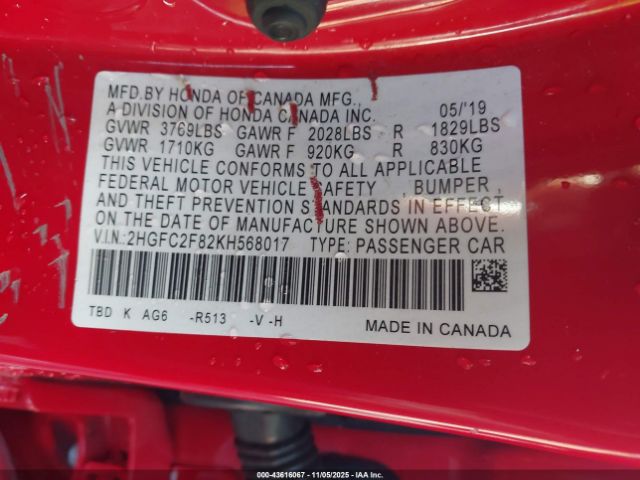 MFD.BY HONDA OF CANADA MFG.,
A DIVISION OF HONDA CANADA INC. 05/'19
GVWR 3769LBS GAWR F 2028LBS R 1829LBS
GVWR 1710KG GAWR F 920KG R 830KG
THIS VEHICLE CONFORMS TO ALL APPLICABLE
FEDERAL MOTOR VEHICLE SAFETY , BUMPER ,
AND THEFT PREVENTION STANDARDS IN EFFECT
ON THE DATE OF MANUFACTURE SHOWN ABOVE.
V.I.N.:2HGFC2F82KH568017 TYPE: PASSENGER CAR
TBD K AG6 -R513 -V -H
MADE IN CANADA
000-43616067 - 11/05/2025 - IAA Inc.